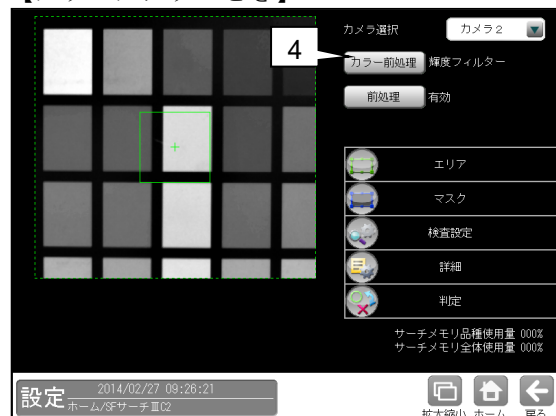 カメラ選択
カメラ2
4
カラー前処理
輝度フィルター
前処理
有効
エリア
マスク
検査設定
詳細
判定
サーチメモリ品種使用量 000%
サーチメモリ全体使用量 000%
設定
2014/02/27 09:26:21
ホーム/SFサーチⅢC2
拡大縮小
ホーム
戻る